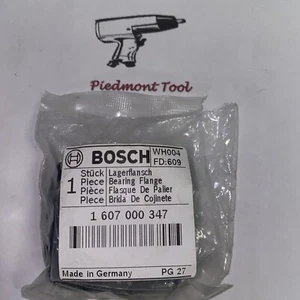 Piedmont Tool
BOSCH
WH004
FD:609
1
Stück Lagerflansch
Piece Bearing Flange
Pièce Flasque De Palier
Pieza Brida De Cojinete
1 607 000 347
Made in Germany PG 27